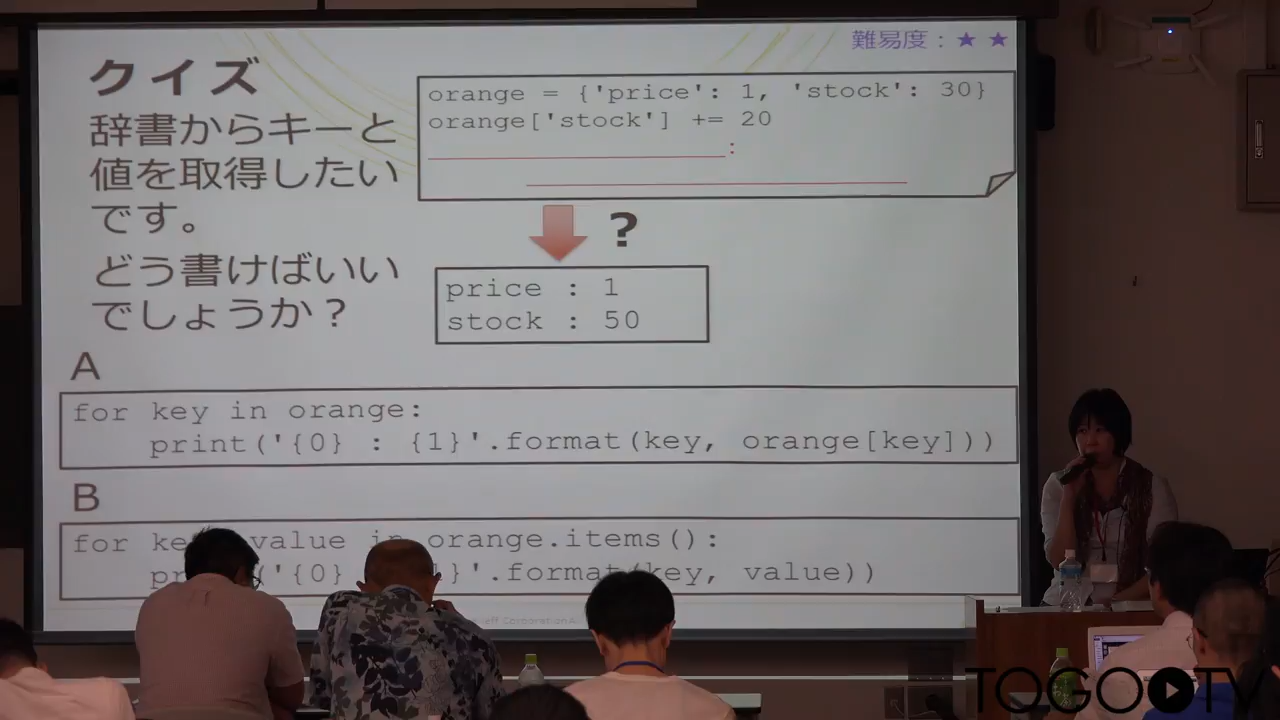 難易度：★ ★
クイズ
辞書からキーと
値を取得したい
です。
どう書けばいい
でしょうか？
orange = {'price': 1, 'stock': 30}
orange['stock'] += 20
:
?
price : 1
stock : 50
A
for key in orange:
print('{0} : {1}'.format(key, orange[key]))
B
for key value in orange.items():
'{0} }'.format(key, value))
TOGO TV